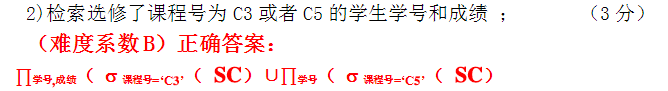 2)检索选修了课程号为 C3 或者 C5 的学生学号和成绩 ； （3 分）
（难度系数 B）正确答案：
∏学号,成绩（ σ 课程号=‘C3’（ SC）∪∏学号（ σ 课程号=‘C5’（ SC）